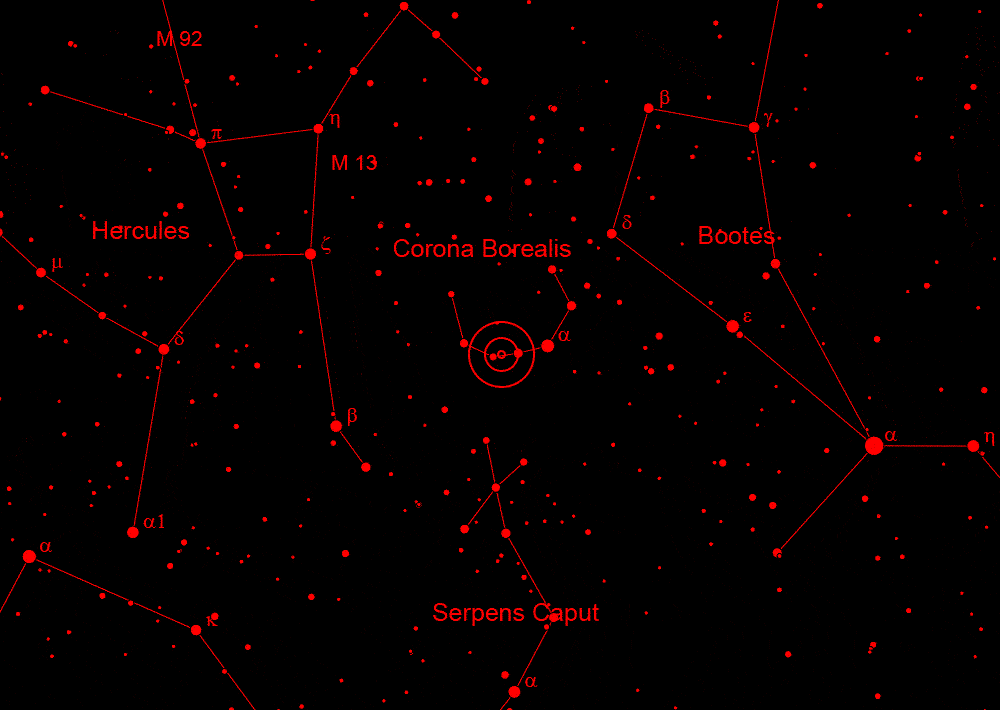 M 92
β
γ
π
η
M 13
δ
Hercules
ζ
Corona Borealis
Bootes
μ
ε
δ
α
β
α
η
α1
α
κ
Serpens Caput
α